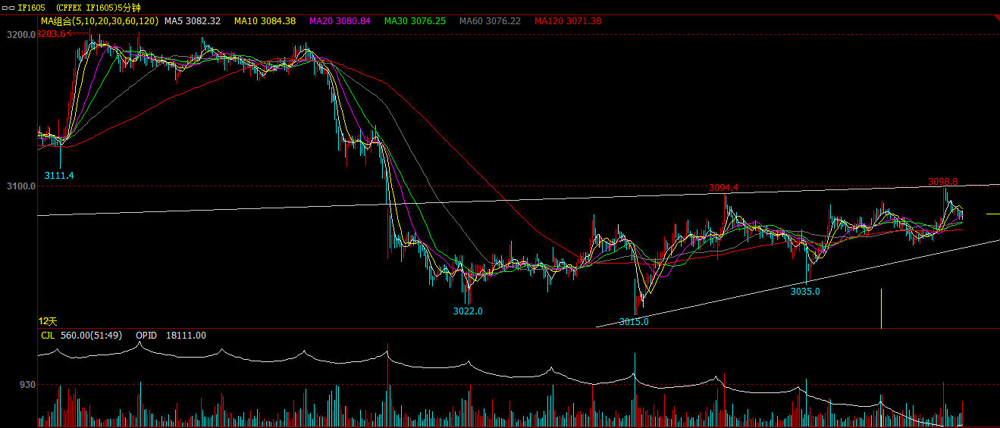 IF1605 (CFFEX IF1605)5分钟
MA组合(5,10,20,30,60,120) MA5 3082.32 MA10 3084.38 MA20 3080.84 MA30 3076.25 MA60 3076.22 MA120 3071.38
3200.0
3203.6
3111.4
3100.0
3094.4
3098.8
3022.0
3015.0
3035.0
12天
CJL 560.00(51:49) OPID 18111.00
930